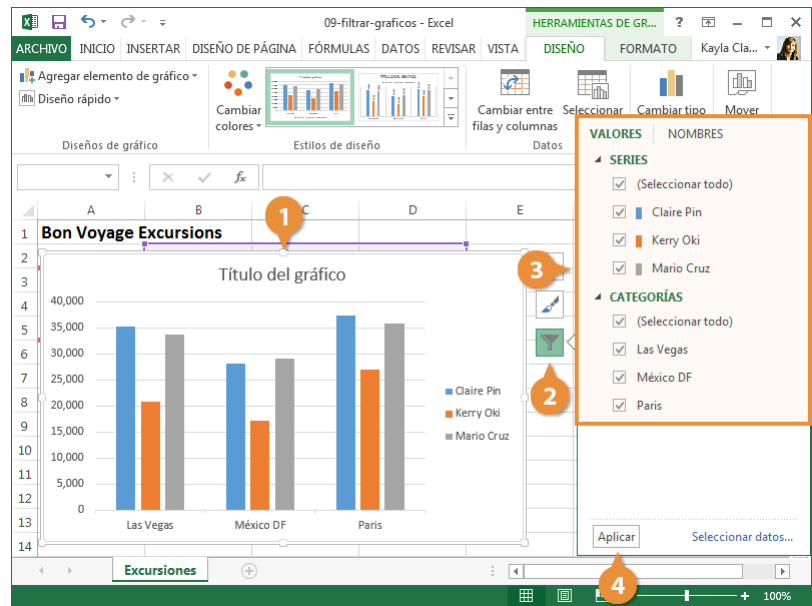 09-filtrar-graficos - Excel
HERRAMIENTAS DE GR... ?
ARCHIVO INICIO INSERTAR DISEÑO DE PÁGINA FÓRMULAS DATOS REVISAR VISTA DISEÑO FORMATO Kayla Cla...
Agregar elemento de gráfico
Diseño rápido
Cambiar
colores
Cambiar entre
filas y columnas
Seleccionar
Cambiar tipo
Mover
Diseños de gráfico
Estilos de diseño
Datos
VALORES NOMBRES
SERIES
(Seleccionar todo)
Claire Pin
Kerry Oki
Mario Cruz
CATEGORÍAS
(Seleccionar todo)
Las Vegas
México DF
Paris
Aplicar
Seleccionar datos...
fx
A B C D E
1 Bon Voyage Excursions
2
3
4
5
6
7
8
9
10
11
12
13
14
1
2
3
4
Título del gráfico
40,000
35,000
30,000
25,000
20,000
15,000
10,000
5,000
0
Las Vegas México DF Paris
Claire Pin
Kerry Oki
Mario Cruz
Excursiones
100%